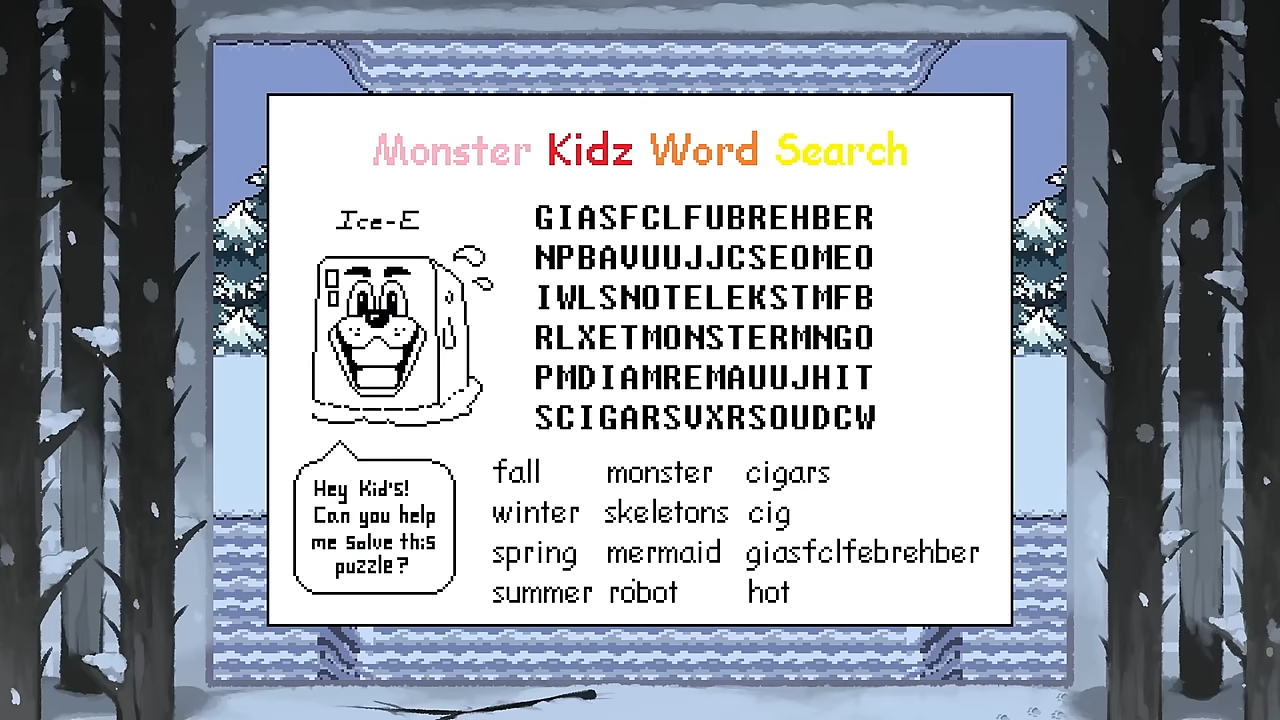 Monster Kidz Word Search
Ice-E
GIASFCLFUBREHBER
NPBAVUUJJCSEOMEO
IWLSNOTELEKSTMFB
RLXETMONSTERMNGO
PMDIAMREMAUUJHIT
SCIGARSVXRSOUDCW
Hey Kid's!
Can you help
me solve this
puzzle?
fall monster cigars
winter skeletons cig
spring mermaid giasfclfebrehber
summer robot hot